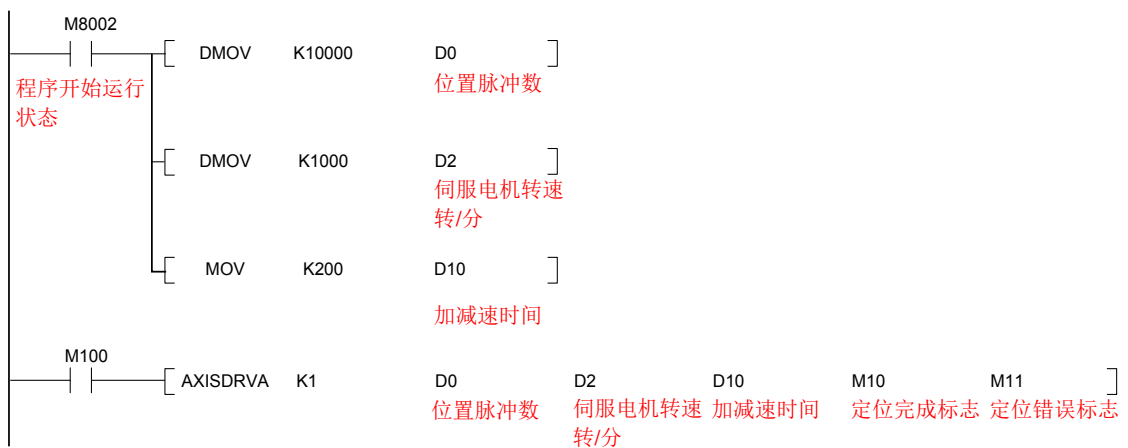 M8002
DMOV K10000 D0
程序开始运行
状态
位置脉冲数
DMOV K1000 D2
伺服电机转速
转/分
MOV K200 D10
加减速时间
M100
AXISDRVA K1 D0 D2 D10 M10 M11
位置脉冲数 伺服电机转速 加减速时间 定位完成标志 定位错误标志
转/分